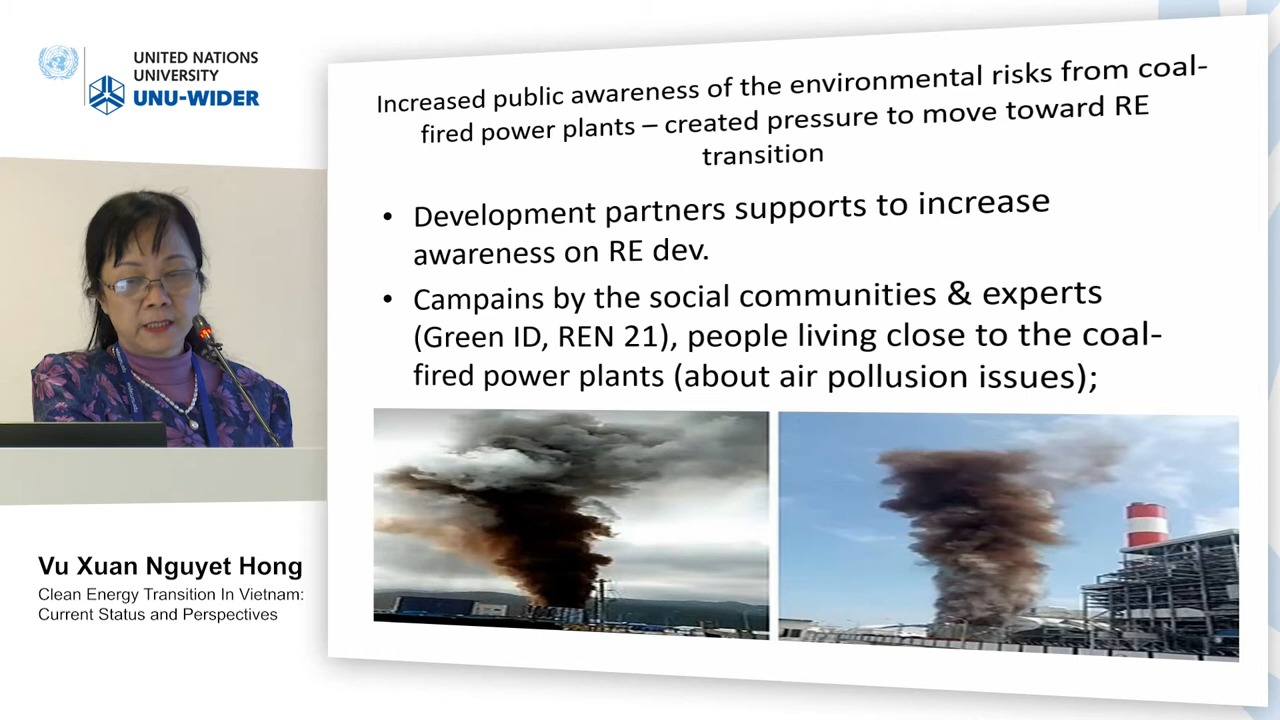 UNITED NATIONS
UNIVERSITY
UNU-WIDER
Increased public awareness of the environmental risks from coal-
fired power plants – created pressure to move toward RE
transition
• Development partners supports to increase
awareness on RE dev.
• Campains by the social communities & experts
(Green ID, REN 21), people living close to the coal-
fired power plants (about air pollusion issues);
Vu Xuan Nguyet Hong
Clean Energy Transition In Vietnam:
Current Status and Perspectives